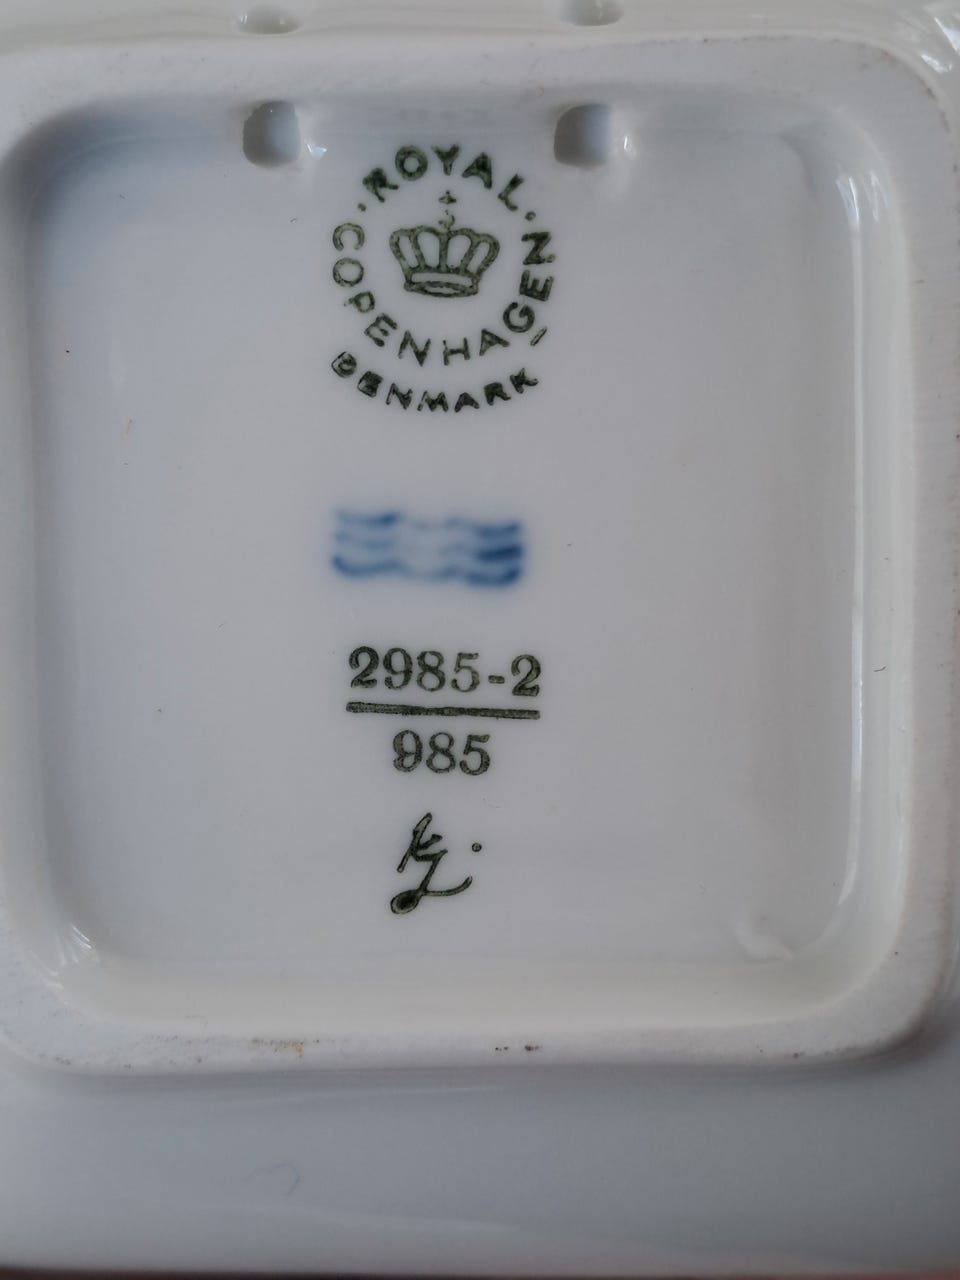 ROYAL
COPENHAGEN
DENMARK
2985-2
985